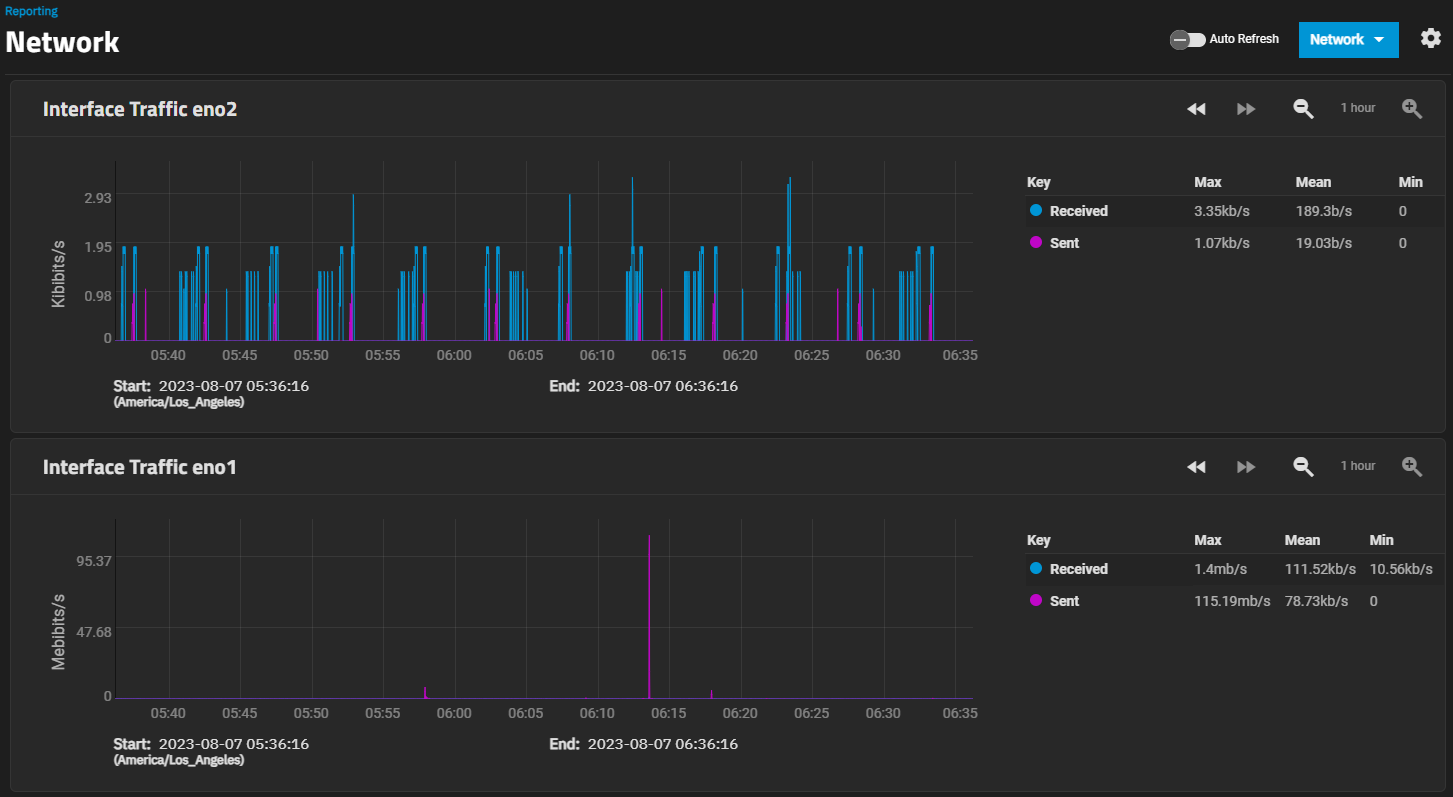 Reporting
Network
Auto Refresh
Network
Interface Traffic eno2
1 hour
Kibibits/s
2.93
1.95
0.98
0
05:40 05:45 05:50 05:55 06:00 06:05 06:10 06:15 06:20 06:25 06:30 06:35
Start: 2023-08-07 05:36:16 End: 2023-08-07 06:36:16
(America/Los_Angeles)
Key Max Mean Min
Received 3.35kb/s 189.3b/s 0
Sent 1.07kb/s 19.03b/s 0
Interface Traffic eno1
1 hour
Mebibits/s
95.37
47.68
0
05:40 05:45 05:50 05:55 06:00 06:05 06:10 06:15 06:20 06:25 06:30 06:35
Start: 2023-08-07 05:36:16 End: 2023-08-07 06:36:16
(America/Los_Angeles)
Key Max Mean Min
Received 1.4mb/s 111.52kb/s 10.56kb/s
Sent 115.19mb/s 78.73kb/s 0